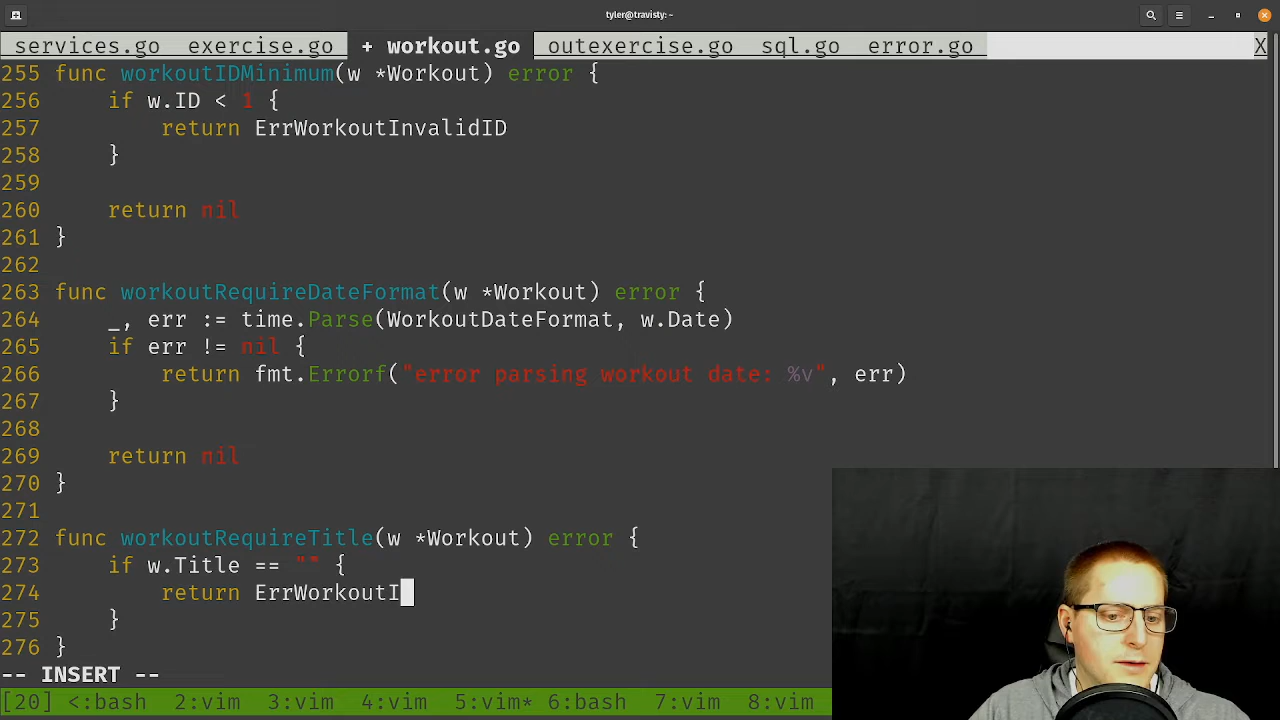 tyler@travisty: ~
services.go exercise.go + workout.go outexercise.go sql.go error.go X
255 func workoutIDMinimum(w *Workout) error {
256 if w.ID < 1 {
257 return ErrWorkoutInvalidID
258 }
259
260 return nil
261 }
262
263 func workoutRequireDateFormat(w *Workout) error {
264 _, err := time.Parse(WorkoutDateFormat, w.Date)
265 if err != nil {
266 return fmt.Errorf("error parsing workout date: %v", err)
267 }
268
269 return nil
270 }
271
272 func workoutRequireTitle(w *Workout) error {
273 if w.Title == "" {
274 return ErrWorkoutI
275 }
276 }
-- INSERT --
[20] <:bash 2:vim 3:vim 4:vim 5:vim* 6:bash 7:vim 8:vim